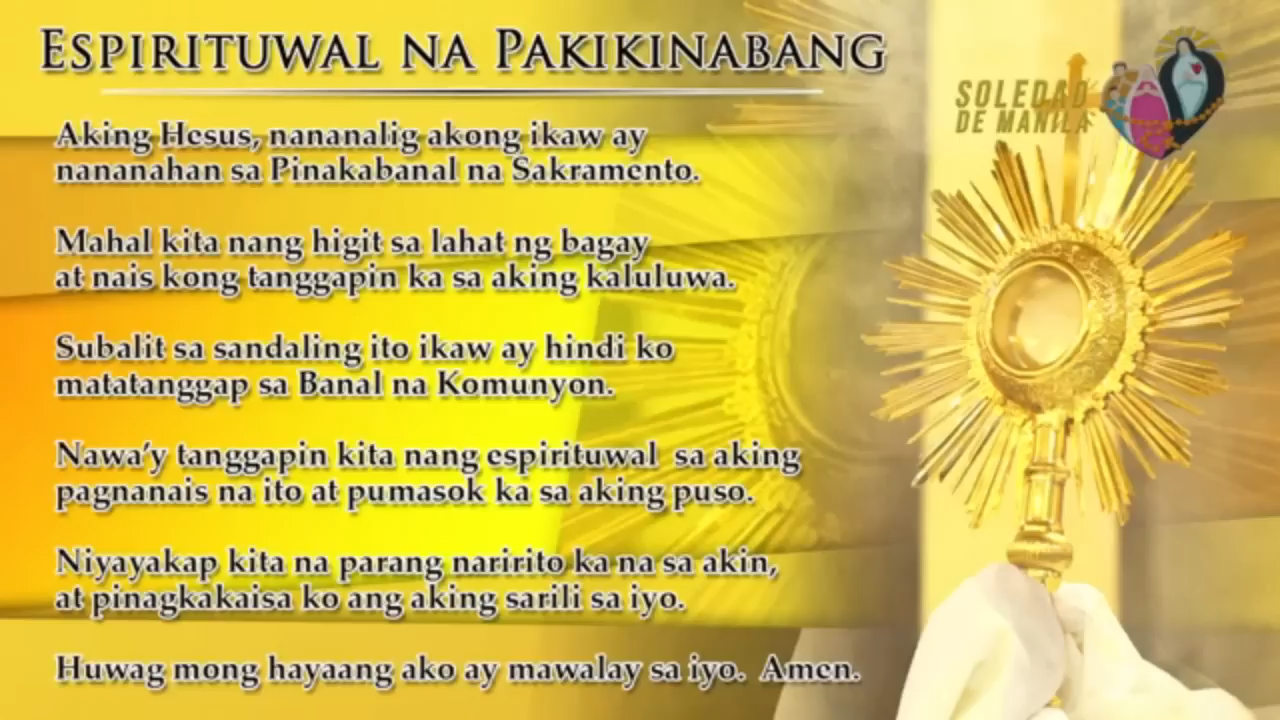 ESPIRITUWAL NA PAKIKINABANG
SOLEDAD
DE MANILA
Aking Hesus, nananalig akong ikaw ay
nananahan sa Pinakabanal na Sakramento.
Mahal kita nang higit sa lahat ng bagay
at nais kong tanggapin ka sa aking kaluluwa.
Subalit sa sandaling ito ikaw ay hindi ko
matatanggap sa Banal na Komunyon.
Nawa’y tanggapin kita nang espirituwal sa aking
pagnanais na ito at pumasok ka sa aking puso.
Niyayakap kita na parang naririto ka na sa akin,
at pinagkakaisa ko ang aking sarili sa iyo.
Huwag mong hayaang ako ay mawalay sa iyo. Amen.